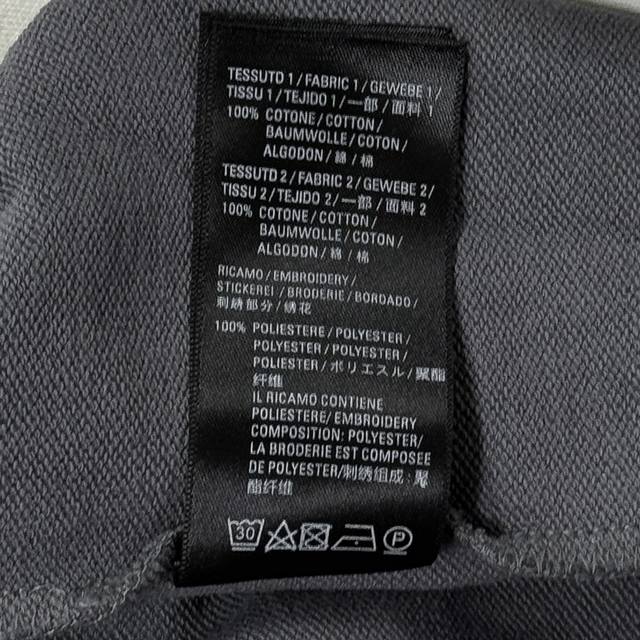 TESSUTO 1/FABRIC 1/GEWEBE 1/
TISSU 1/TEJIDO 1/一部/面料 1
100% COTONE/COTTON/
BAUMWOLLE/COTON/
ALGODON/綿/棉
TESSUTO 2/FABRIC 2/GEWEBE 2/
TISSU 2/TEJIDO 2/一部/面料 2
100% COTONE/COTTON/
BAUMWOLLE/COTON/
ALGODON/綿/棉
RICAMO/EMBROIDERY/
STICKEREI/BRODERIE/BORDADO/
刺繍部分/绣花
100% POLIESTERE/POLYESTER/
POLYESTER/POLYESTER/
POLIESTER/ポリエステル/聚酯
纤维
IL RICAMO CONTIENE
POLIESTERE/EMBROIDERY
COMPOSITION: POLYESTER/
LA BRODERIE EST COMPOSEE
DE POLYESTER/刺绣组成:聚
酯纤维
30 P